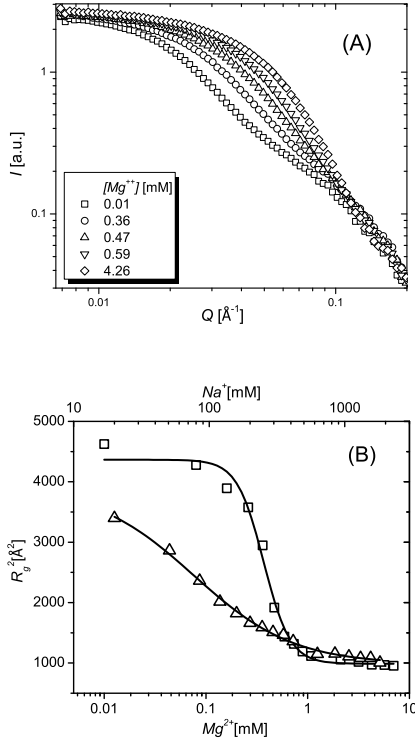 (A)
1
0.1
I [a.u.]
[Mg⁺⁺] [mM]
0.01
0.36
0.47
0.59
4.26
0.01
0.1
Q [Å⁻¹]
Na⁺[mM]
10
100
1000
(B)
5000
4000
3000
2000
1000
R_g²[Å²]
0.01
0.1
1
10
Mg²⁺[mM]